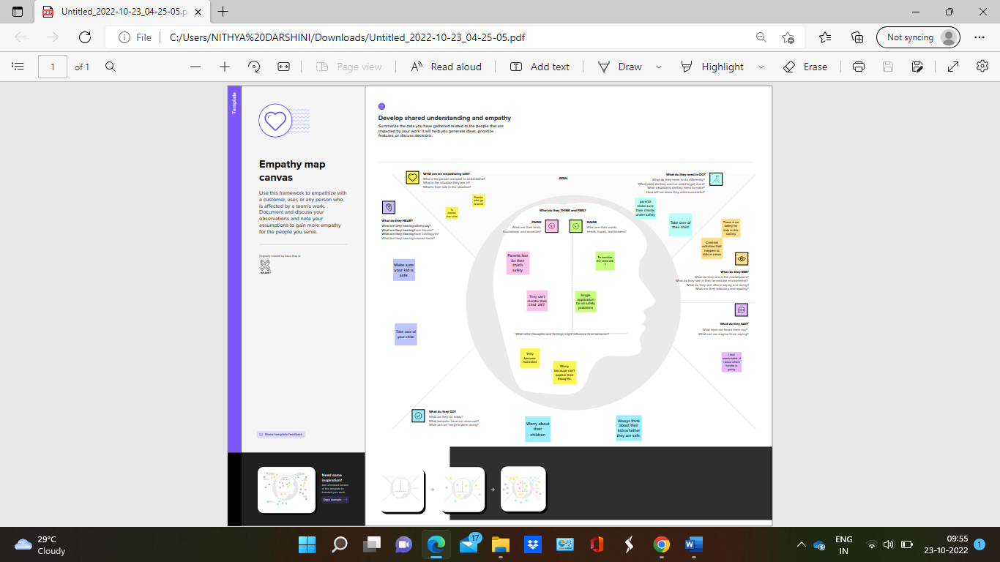 Untitled_2022-10-23_04-25-05.p
File
C:/Users/NITHYA%20DARSHINI/Downloads/Untitled_2022-10-23_04-25-05.pdf
Not syncing
1
of 1
Page view
Read aloud
Add text
Draw
Highlight
Erase
Template
Empathy map
canvas
Use this framework to empathize with
a customer, user, or any person who
is affected by a team's work.
Document and discuss your
observations and note your
assumptions to gain more empathy
for the people you serve.
Originally created by Dave Gray at
XPLANE
Share template feedback
Need some
inspiration?
See a finished version
of this template to
kickstart your work.
Open example
Develop shared understanding and empathy
Summarize the data you have gathered related to the people that are
impacted by your work. It will help you generate ideas, prioritize
features, or discuss decisions.
WHO are we empathizing with?
Who is the person we want to understand?
What is the situation they are in?
What is their role in the situation?
GOAL
What do they need to DO?
What do they need to do differently?
What job(s) do they want or need to get done?
What decision(s) do they need to make?
How will we know they were successful?
Parents
who go
to work
To
monitor
their child
parents
make sure
their child is
under safety
Take care of
their child
There is no
safety for
kids in this
society
Criminal
activities that
happen to
kids in news
What do they HEAR?
What are they hearing others say?
What are they hearing from friends?
What are they hearing from colleagues?
What are they hearing second-hand?
What do they THINK and FEEL?
PAINS
What are their fears,
frustrations, and anxieties?
GAINS
What are their wants,
needs, hopes, and dreams?
Make sure
your kid is
safe.
Take care of
your child.
Parents fear
for their
child's
safety.
To monitor
the child 24/
7
They can't
monitor their
child 24/7
Single
application
for all safety
problems
What do they SEE?
What do they see in the marketplace?
What do they see in their immediate environment?
What do they see others saying and doing?
What are they watching and reading?
What do they SAY?
What have we heard them say?
What can we imagine them saying?
I feel
comfortable ,if
i know where
he/she is
going
What other thoughts and feelings might influence their behavior?
They
become
frustrated
Worry
because can't
explain their
thoughts.
What do they DO?
What do they do today?
What behavior have we observed?
What can we imagine them doing?
Worry about
their
children
Always think
about their
kids,whether
they are safe.
29°C
Cloudy
17
ENG
IN
09:55
23-10-2022
1